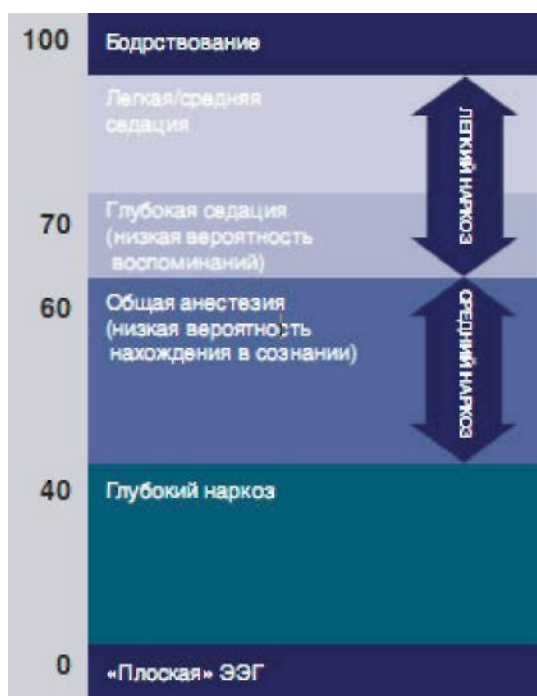 100 Бодрствование
Легкая/средняя
седация
ЛЕГКИЙ НАРКОЗ
70 Глубокая седация
(низкая вероятность
воспоминаний)
60 Общая анестезия
(низкая вероятность
нахождения в сознании)
СРЕДНИЙ НАРКОЗ
40 Глубокий наркоз
0 «Плоская» ЭЭГ